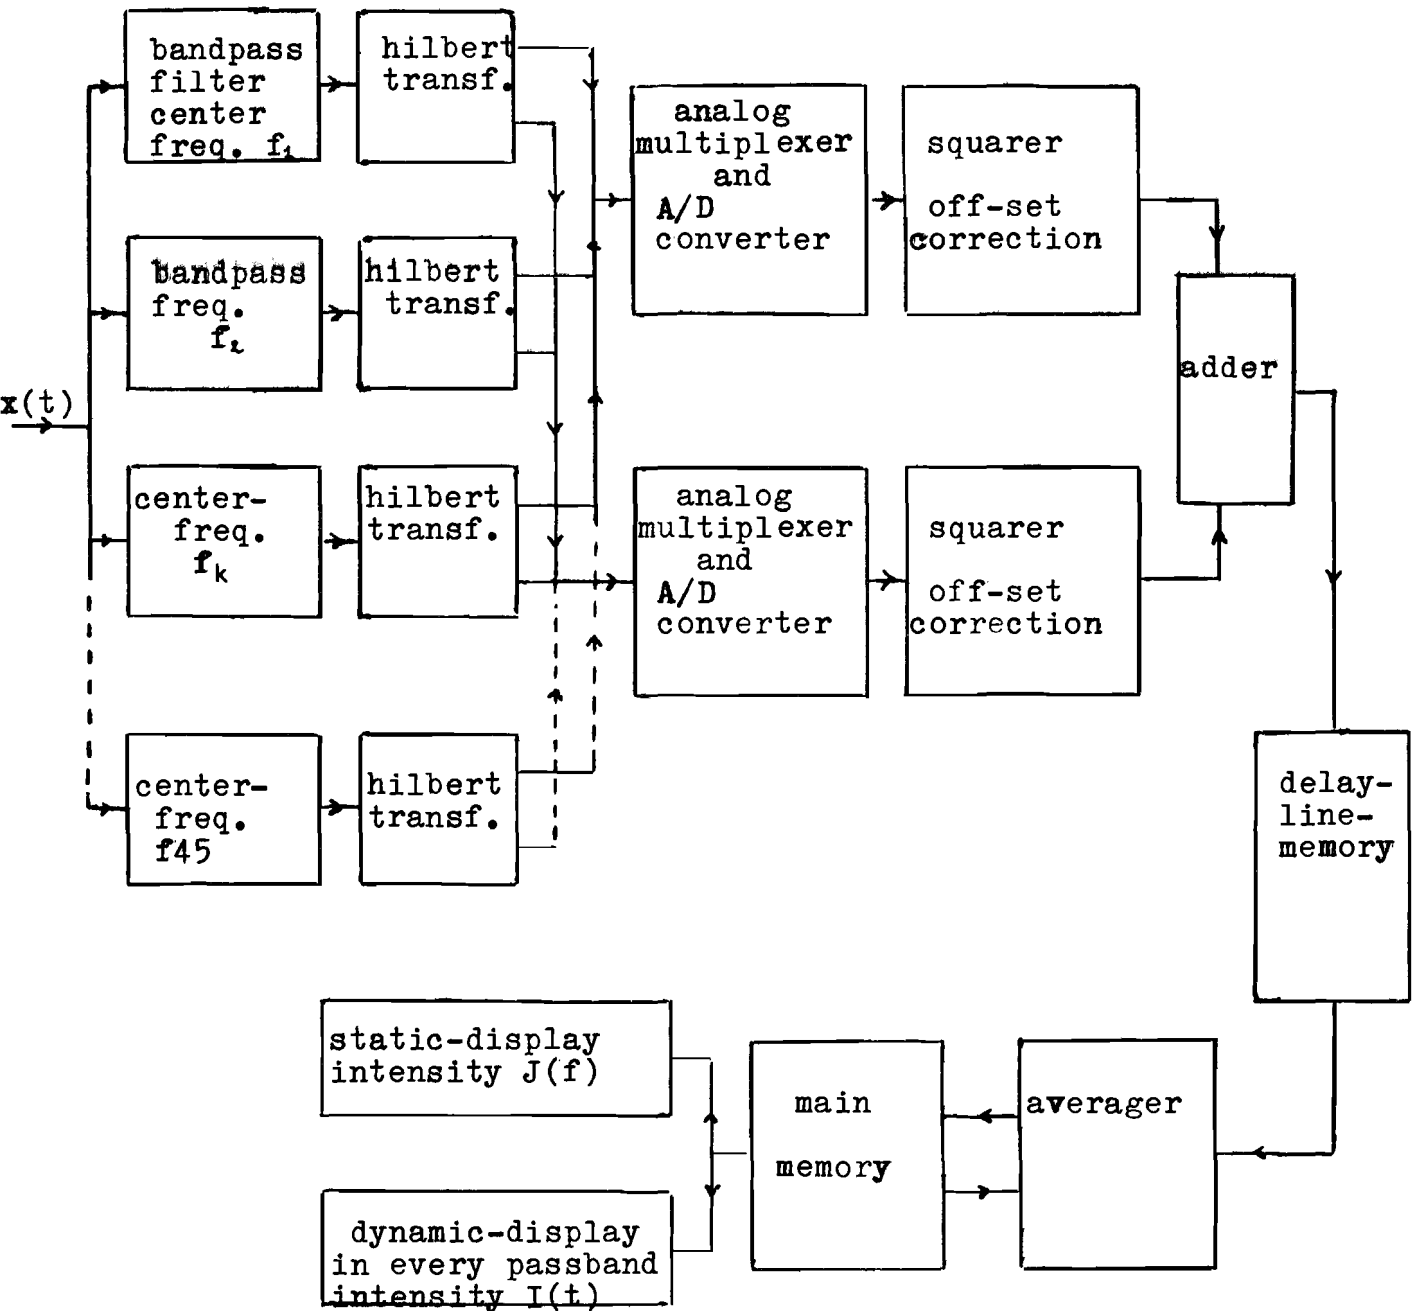 bandpass
filter
center
freq. f₁
hilbert
transf.
analog
multiplexer
and
A/D
converter
squarer
off-set
correction
bandpass
freq.
f₂
hilbert
transf.
adder
x(t)
center-
freq.
fₖ
hilbert
transf.
analog
multiplexer
and
A/D
converter
squarer
off-set
correction
center-
freq.
f45
hilbert
transf.
delay-
line-
memory
static-display
intensity J(f)
main
memory
averager
dynamic-display
in every passband
intensity I(t)